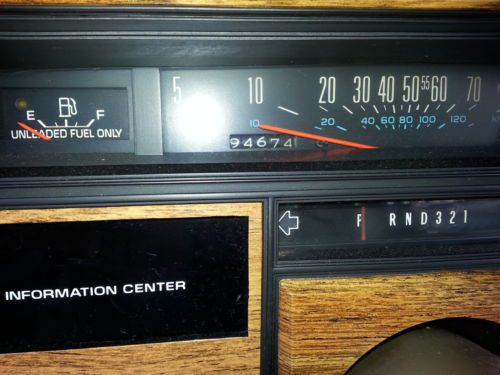 5 10 20 30 40 50 55 60 70
E F
UNLEADED FUEL ONLY
10 20 40 60 80 100 120
94674
P R N D 3 2 1
INFORMATION CENTER